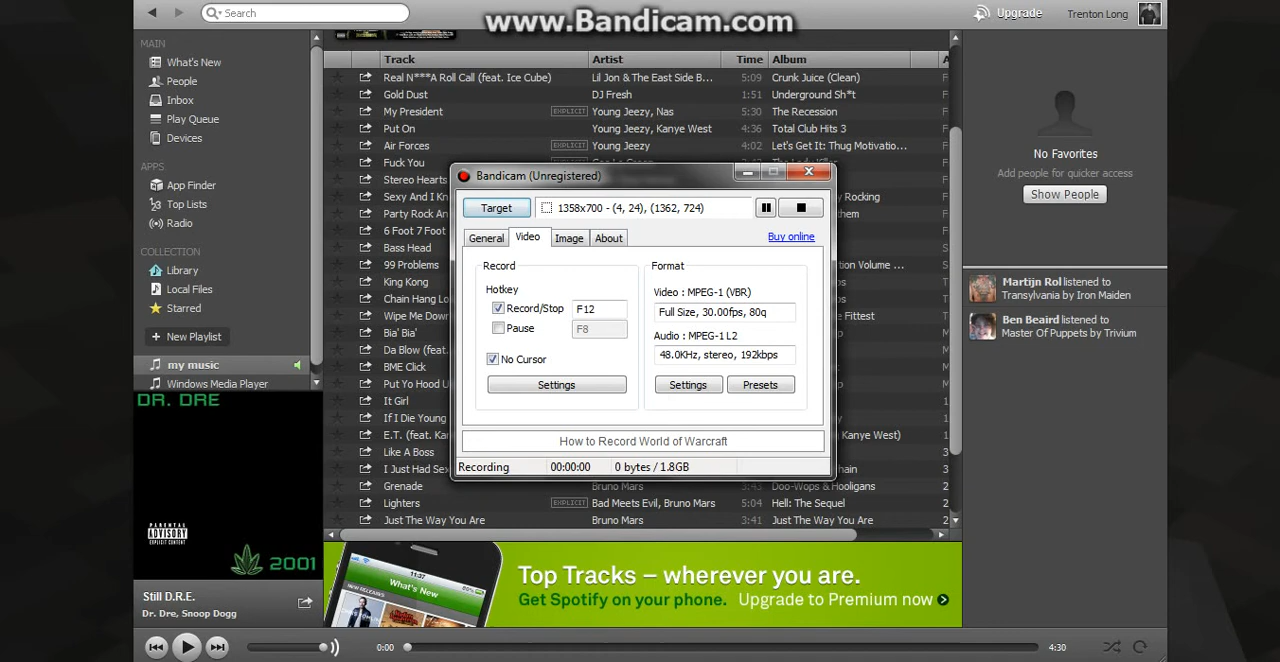 Search
www.Bandicam.com
Upgrade
Trenton Long
MAIN
What's New
People
Inbox
Play Queue
Devices
APPS
App Finder
Top Lists
Radio
COLLECTION
Library
Local Files
Starred
New Playlist
my music
Windows Media Player
DR. DRE
PARENTAL
ADVISORY
EXPLICIT CONTENT
2001
Still D.R.E.
Dr. Dre, Snoop Dogg
Track Artist Time Album
Real N***A Roll Call (feat. Ice Cube) Lil Jon & The East Side B... 5:09 Crunk Juice (Clean)
Gold Dust DJ Fresh 1:51 Underground Sh*t
My President EXPLICIT Young Jeezy, Nas 5:30 The Recession
Put On Young Jeezy, Kanye West 4:36 Total Club Hits 3
Air Forces EXPLICIT Young Jeezy 4:02 Let's Get It: Thug Motivatio...
Fuck You
Stereo Hearts
Sexy And I Kn
Party Rock An
6 Foot 7 Foot
Bass Head
99 Problems
King Kong
Chain Hang Lo
Wipe Me Down
Bia' Bia'
Da Blow (feat.
BME Click
Put Yo Hood U
It Girl
If I Die Young
E.T. (feat. Ka
Like A Boss
I Just Had Sex
Grenade Bruno Mars Doo-Wops & Hooligans
Lighters EXPLICIT Bad Meets Evil, Bruno Mars 5:04 Hell: The Sequel
Just The Way You Are Bruno Mars 3:41 Just The Way You Are
Bandicam (Unregistered)
Target
1358x700 - (4, 24), (1362, 724)
General Video Image About
Buy online
Record
Hotkey
Record/Stop F12
Pause F8
No Cursor
Settings
Format
Video : MPEG-1 (VBR)
Full Size, 30.00fps, 80q
Audio : MPEG-1 L2
48.0KHz, stereo, 192kbps
Settings Presets
How to Record World of Warcraft
Recording 00:00:00 0 bytes / 1.8GB
11:37
What's New
Top Tracks – wherever you are.
Get Spotify on your phone. Upgrade to Premium now
No Favorites
Add people for quicker access
Show People
Martijn Rol listened to
Transylvania by Iron Maiden
Ben Beaird listened to
Master Of Puppets by Trivium
0:00
4:30